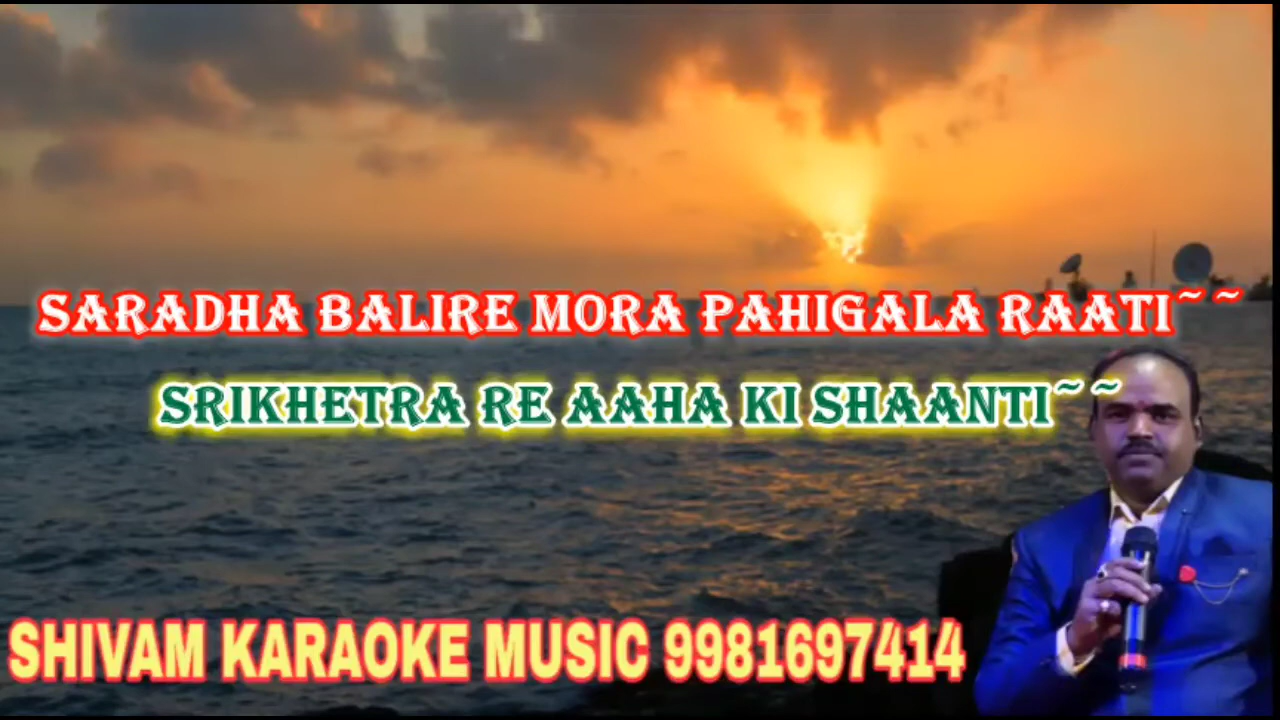 SARADHA BALIRE MORA PAHIGALA RAATI~~
SRIKHETRA RE AAHA KI SHAANTI~~
SHIVAM KARAOKE MUSIC 9981697414